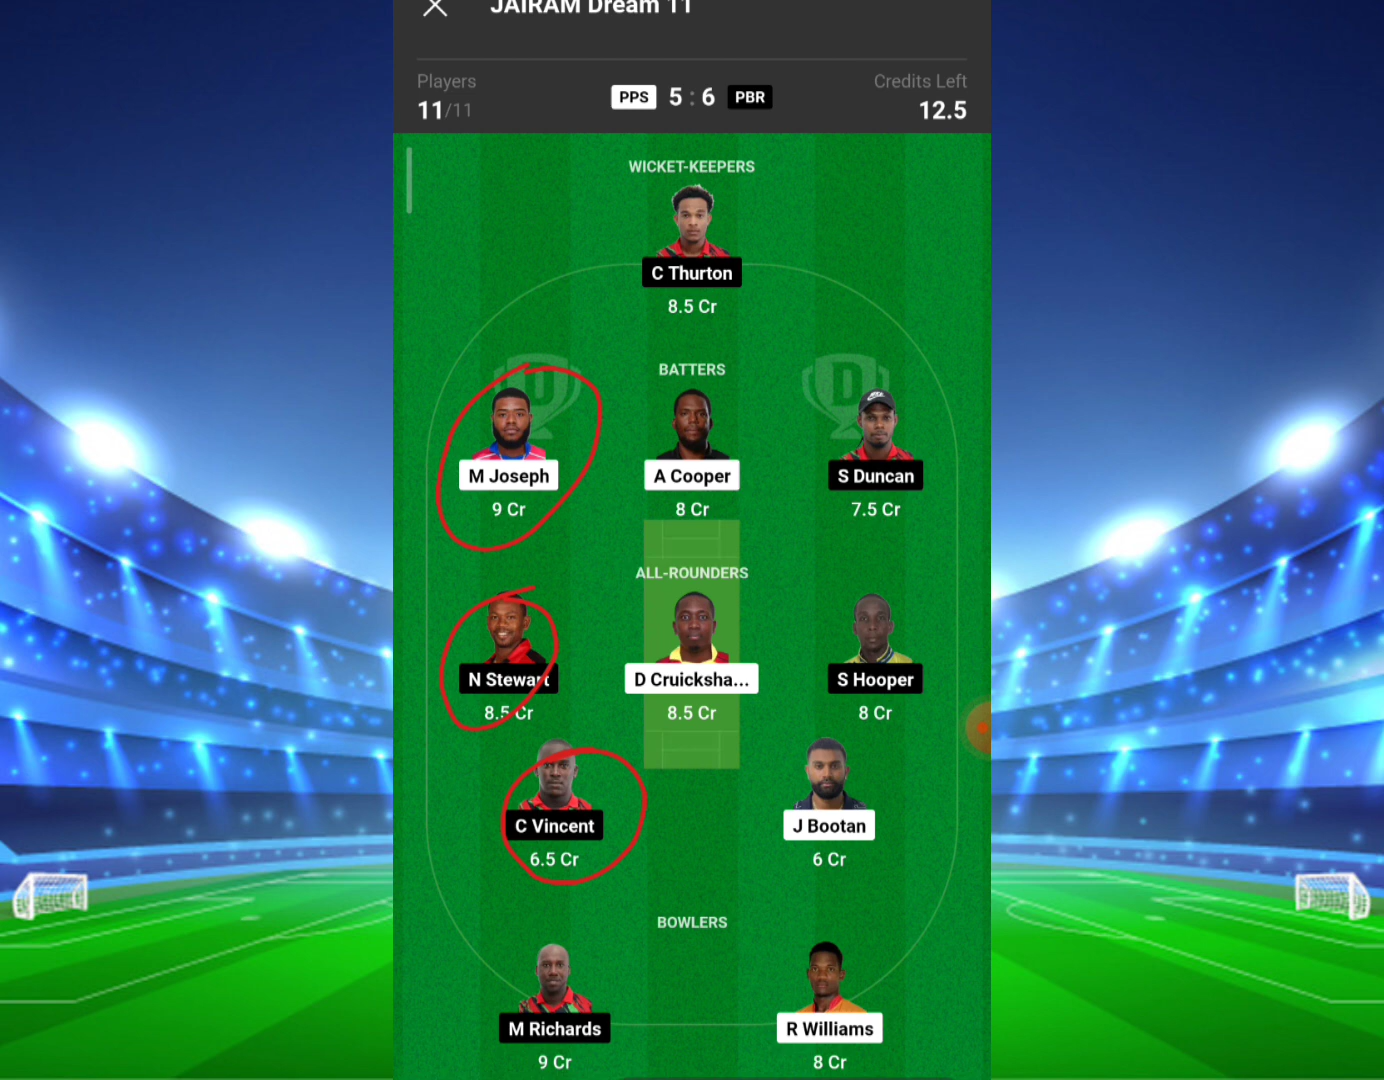 JAIRAM Dream 11
Players
Credits Left
11/11
PPS 5 : 6 PBR
12.5
WICKET-KEEPERS
C Thurton
8.5 Cr
BATTERS
D D
M Joseph A Cooper S Duncan
9 Cr 8 Cr 7.5 Cr
ALL-ROUNDERS
N Stewart D Cruicksha... S Hooper
8.5 Cr 8.5 Cr 8 Cr
C Vincent J Bootan
6.5 Cr 6 Cr
BOWLERS
M Richards R Williams
9 Cr 8 Cr